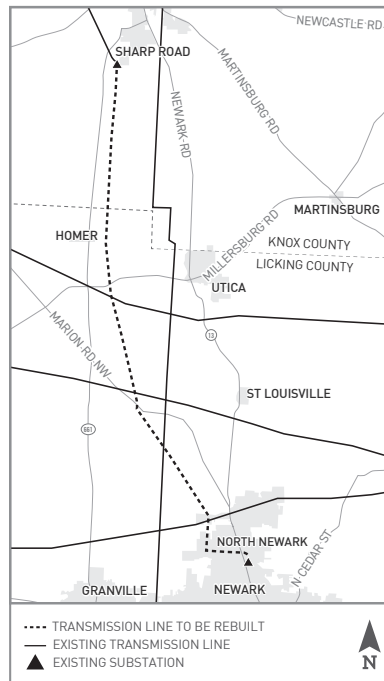 NEWCASTLE RD
SHARP ROAD
MARTINSBURG RD
NEWARK RD
MARTINSBURG
MILLERSBURG RD
HOMER
KNOX COUNTY
LICKING COUNTY
UTICA
13
MARION RD NW
ST LOUISVILLE
661
NORTH NEWARK
N CEDAR ST
GRANVILLE
NEWARK
TRANSMISSION LINE TO BE REBUILT
EXISTING TRANSMISSION LINE
EXISTING SUBSTATION
N